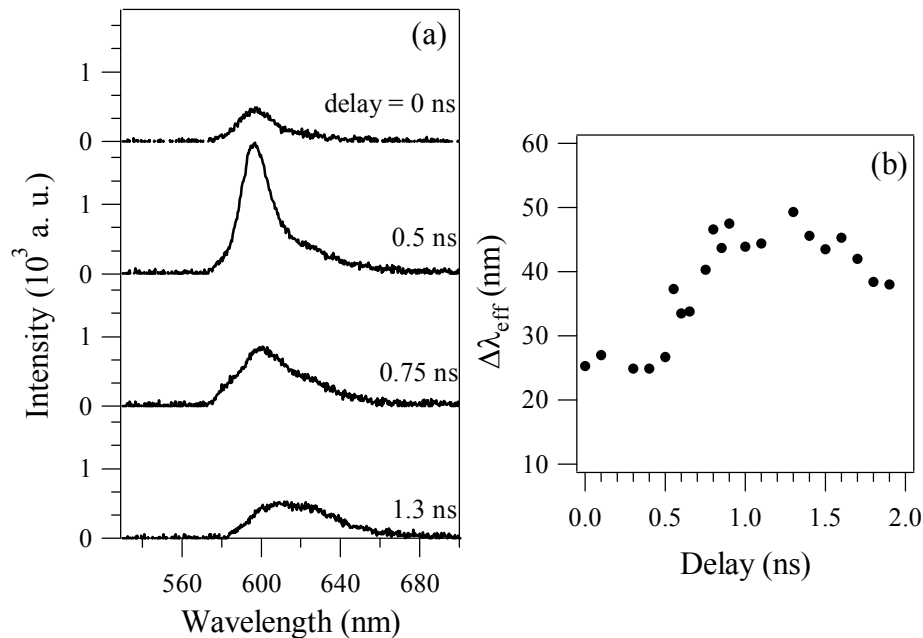 (a)
Intensity (10³ a. u.)
1
0
1
0
1
0
1
0
delay = 0 ns
0.5 ns
0.75 ns
1.3 ns
560 600 640 680
Wavelength (nm)
(b)
Δλeff (nm)
60
50
40
30
20
10
0.0 0.5 1.0 1.5 2.0
Delay (ns)